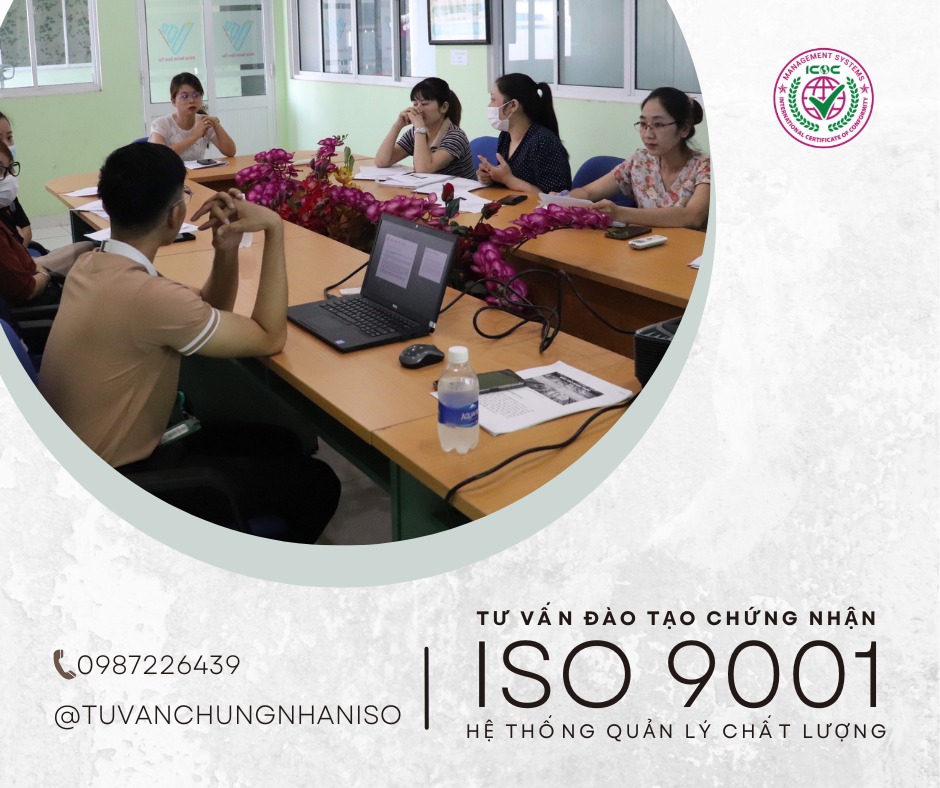 MANAGEMENT SYSTEMS
ICOC
INTERNATIONAL CERTIFICATE OF CONFORMITY
TƯ VẤN ĐÀO TẠO CHỨNG NHẬN
ISO 9001
HỆ THỐNG QUẢN LÝ CHẤT LƯỢNG
0987226439
@TUVANCHUNGNHANISO